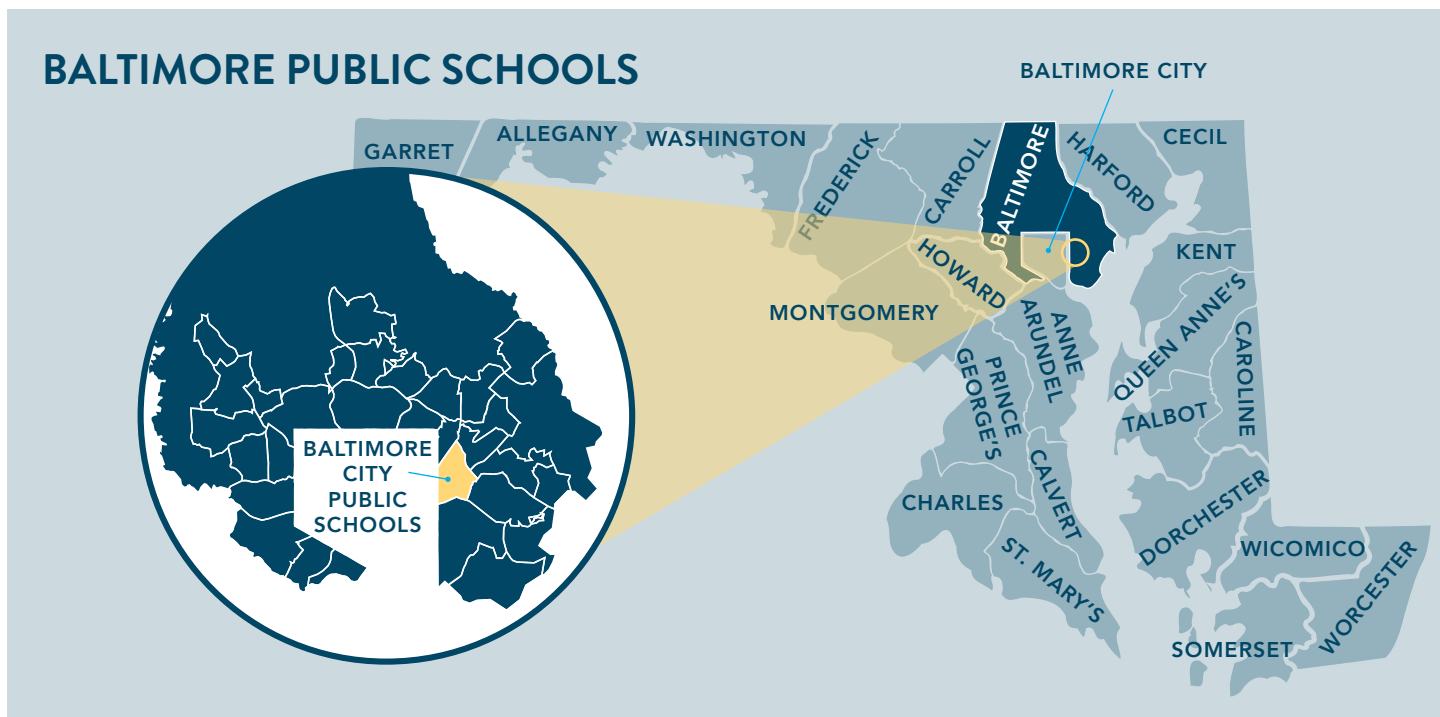 BALTIMORE PUBLIC SCHOOLS
BALTIMORE CITY
GARRET
ALLEGANY
WASHINGTON
FREDERICK
CARROLL
BALTIMORE
HARFORD
CECIL
HOWARD
KENT
MONTGOMERY
ANNE
ARUNDEL
QUEEN ANNE'S
CAROLINE
PRINCE
GEORGE'S
TALBOT
BALTIMORE
CITY
PUBLIC
SCHOOLS
CALVERT
CHARLES
DORCHESTER
ST. MARY'S
WICOMICO
WORCESTER
SOMERSET